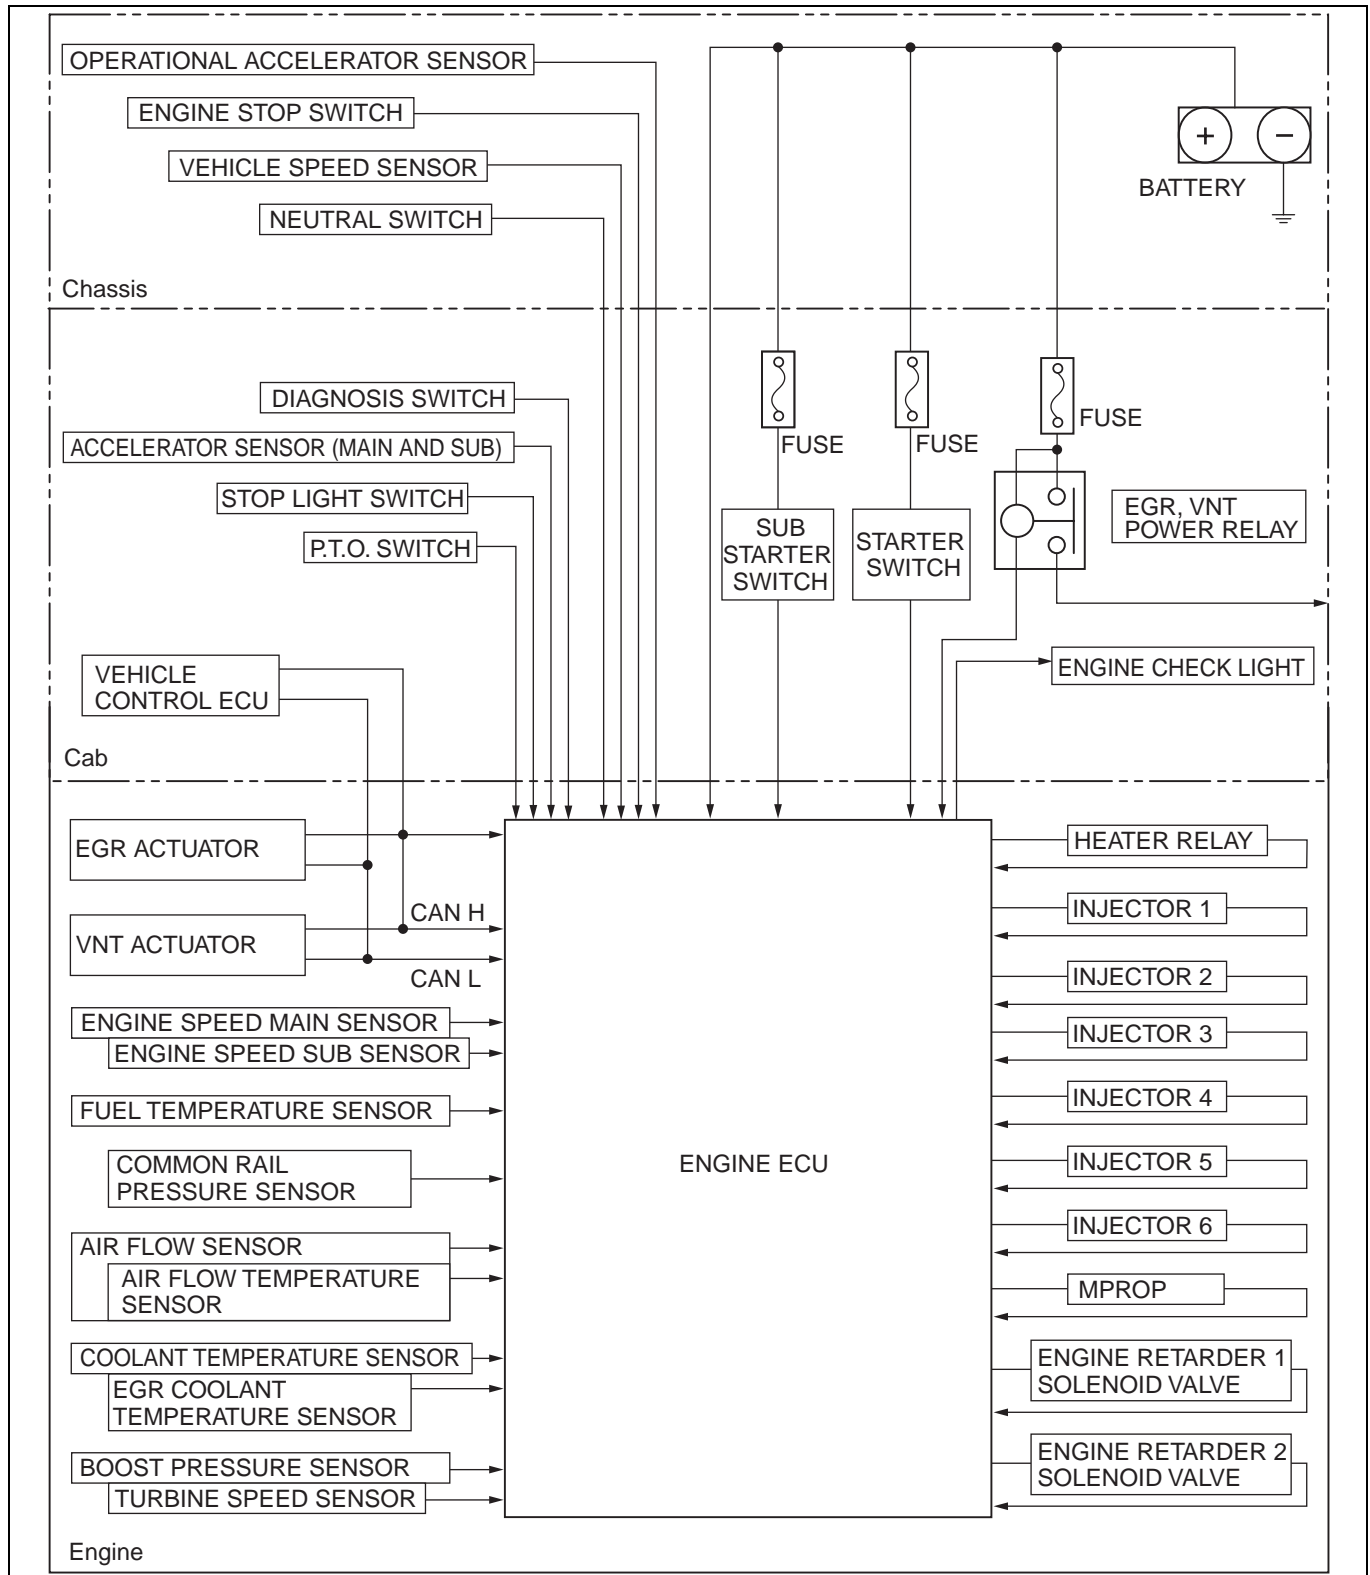 OPERATIONAL ACCELERATOR SENSOR
ENGINE STOP SWITCH
VEHICLE SPEED SENSOR
NEUTRAL SWITCH
+
−
BATTERY
Chassis
DIAGNOSIS SWITCH
ACCELERATOR SENSOR (MAIN AND SUB)
STOP LIGHT SWITCH
P.T.O. SWITCH
FUSE
FUSE
FUSE
SUB
STARTER
SWITCH
STARTER
SWITCH
EGR, VNT
POWER RELAY
VEHICLE
CONTROL ECU
ENGINE CHECK LIGHT
Cab
EGR ACTUATOR
VNT ACTUATOR
CAN H
CAN L
ENGINE SPEED MAIN SENSOR
ENGINE SPEED SUB SENSOR
FUEL TEMPERATURE SENSOR
COMMON RAIL
PRESSURE SENSOR
AIR FLOW SENSOR
AIR FLOW TEMPERATURE
SENSOR
COOLANT TEMPERATURE SENSOR
EGR COOLANT
TEMPERATURE SENSOR
BOOST PRESSURE SENSOR
TURBINE SPEED SENSOR
ENGINE ECU
HEATER RELAY
INJECTOR 1
INJECTOR 2
INJECTOR 3
INJECTOR 4
INJECTOR 5
INJECTOR 6
MPROP
ENGINE RETARDER 1
SOLENOID VALVE
ENGINE RETARDER 2
SOLENOID VALVE
Engine